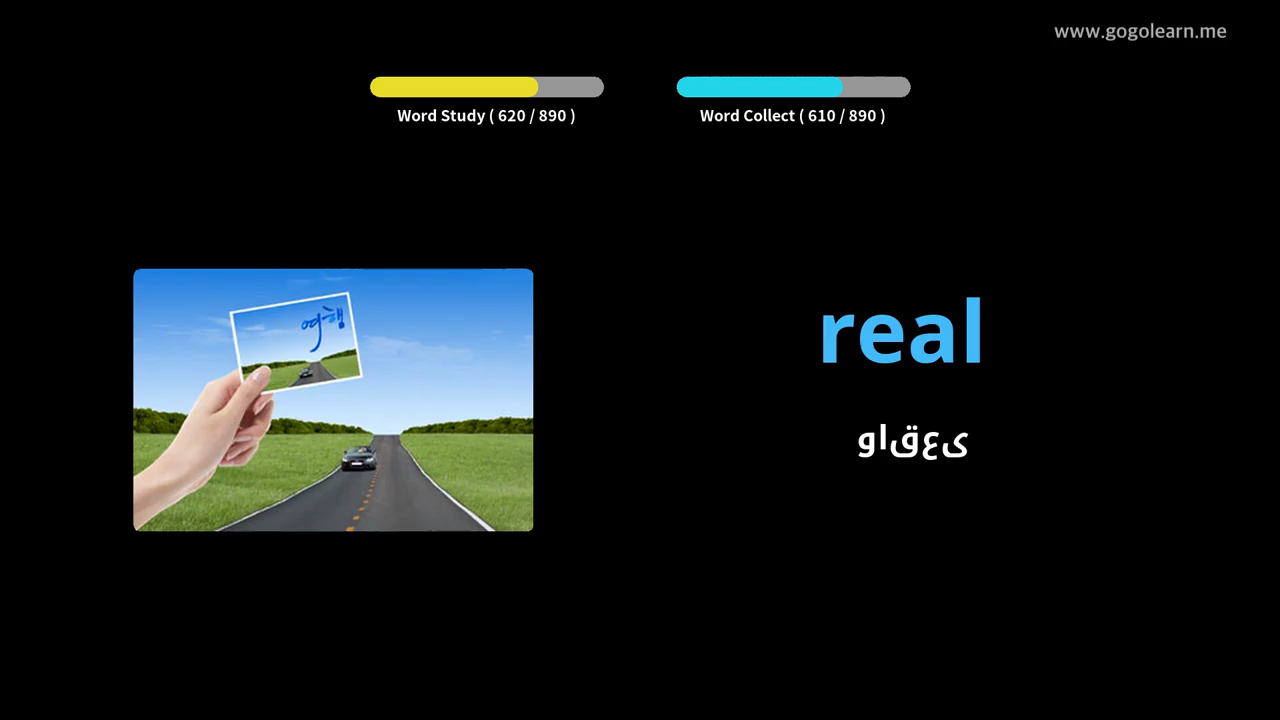 www.gogolearn.me
Word Study ( 620 / 890 )
Word Collect ( 610 / 890 )
여행
real
واقعی